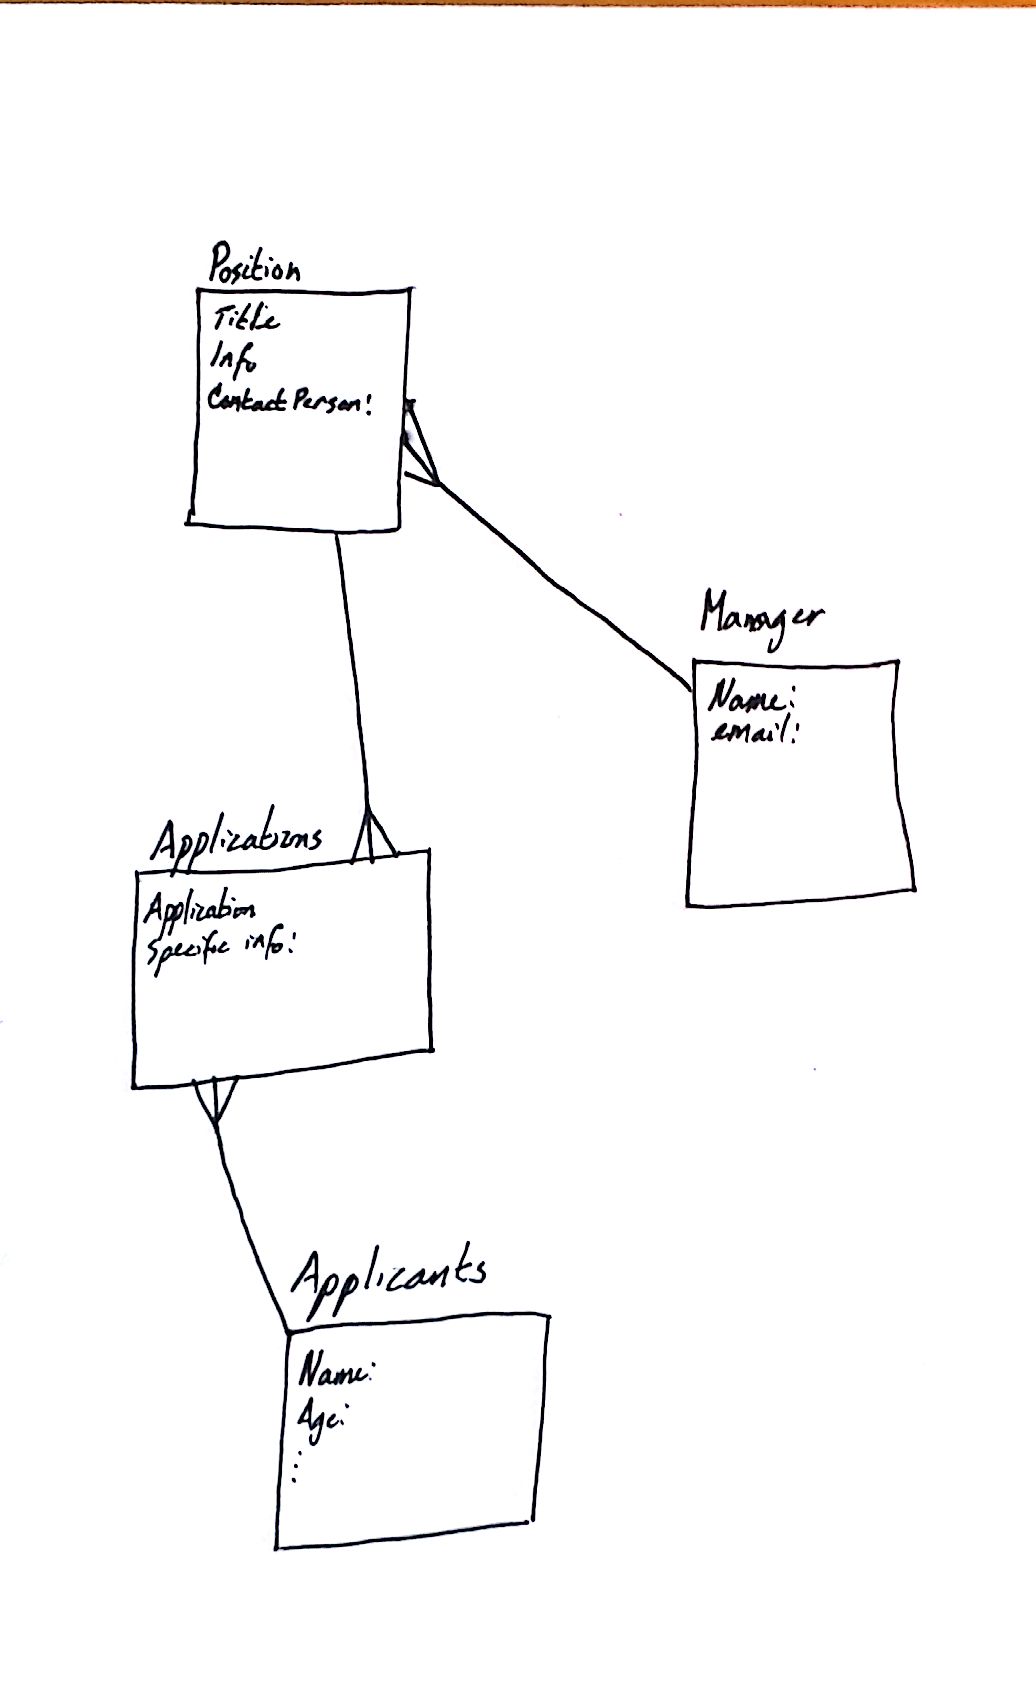 Position
Title
Info
Contact Person:
Manager
Name:
email:
Applications
Application
Specific info:
Applicants
Name:
Age: